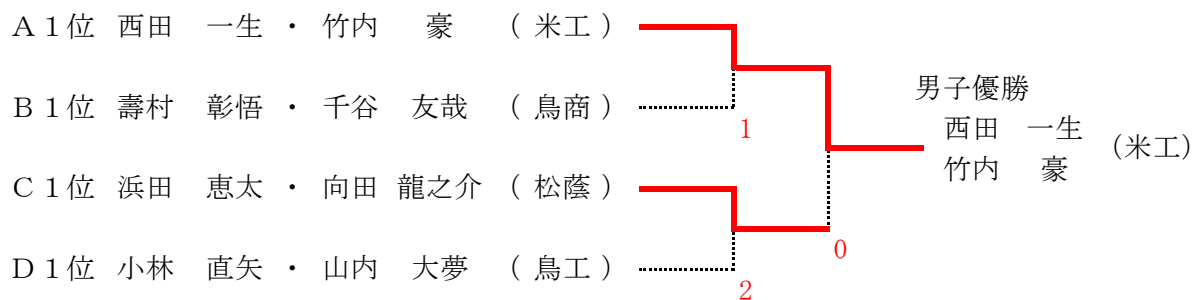 A１位 西田 一生 ・ 竹内 豪 （ 米工 ）
B１位 壽村 彰悟 ・ 千谷 友哉 （ 鳥商 ）
1
男子優勝
西田 一生
竹内 豪
（米工）
C１位 浜田 恵太 ・ 向田 龍之介 （ 松蔭 ）
0
D１位 小林 直矢 ・ 山内 大夢 （ 鳥工 ）
2